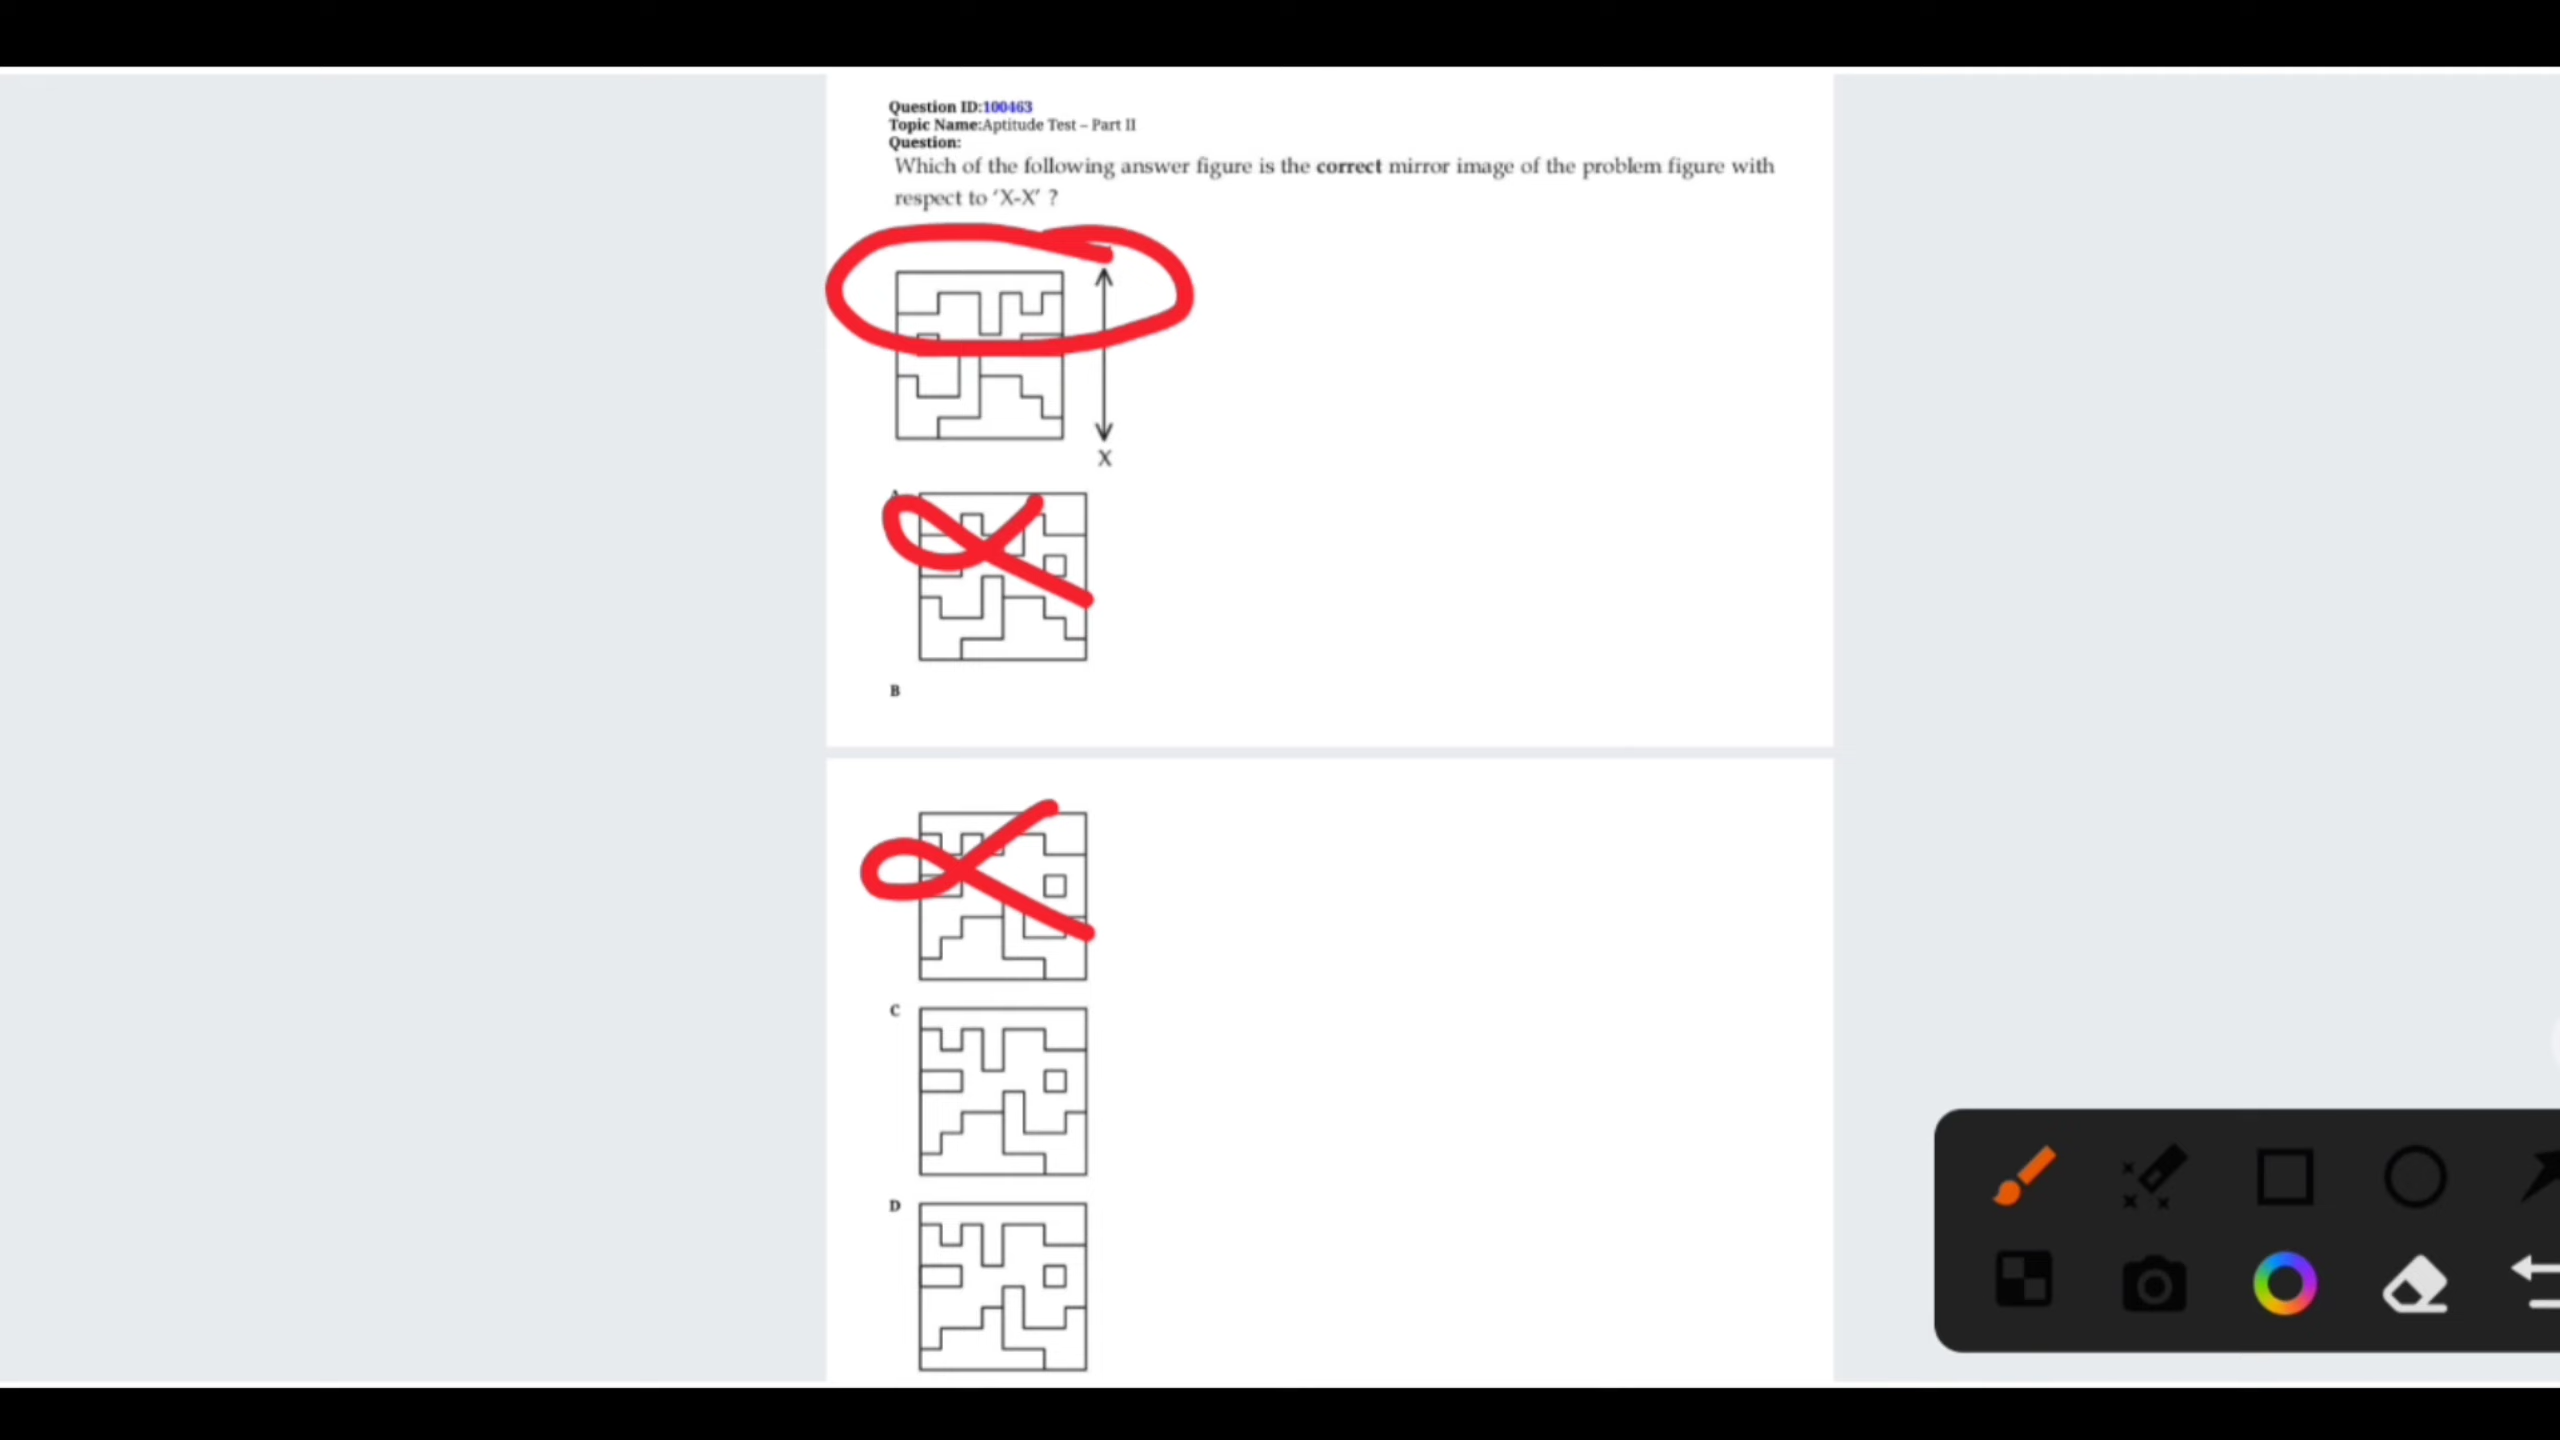 Question ID:100463
Topic Name:Aptitude Test – Part II
Question:
Which of the following answer figure is the correct mirror image of the problem figure with
respect to ‘X-X’ ?
X
B
C
D